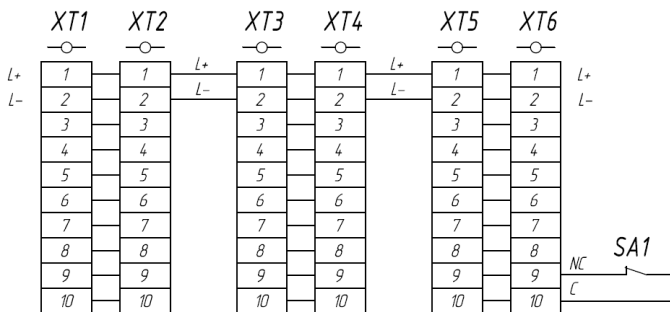 XT1 XT2 XT3 XT4 XT5 XT6
L+ 1 1 L+ 1 1 L+ 1 1 L+
L- 2 2 L- 2 2 L- 2 2 L-
3 3 3 3 3 3
4 4 4 4 4 4
5 5 5 5 5 5
6 6 6 6 6 6
7 7 7 7 7 7
8 8 8 8 8 8 SA1
9 9 9 9 9 9 NC
10 10 10 10 10 10 C